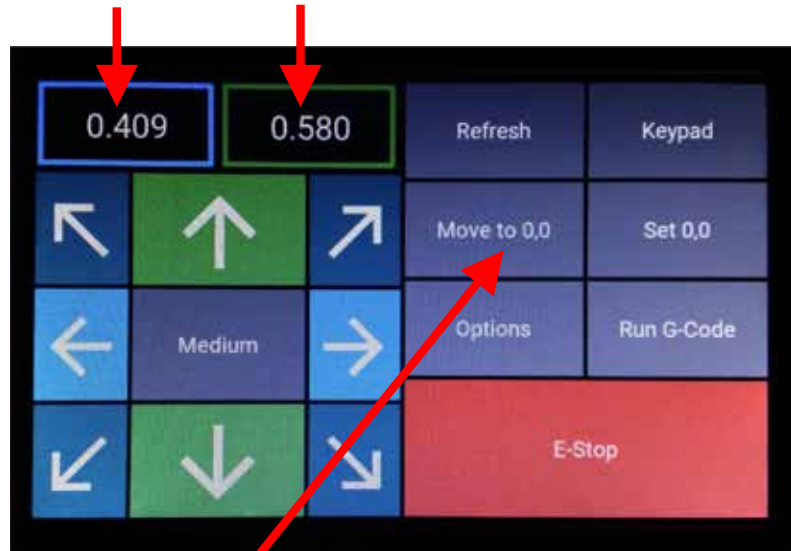 0.409
0.580
Refresh
Keypad
Move to 0,0
Set 0,0
Medium
Options
Run G-Code
E-Stop